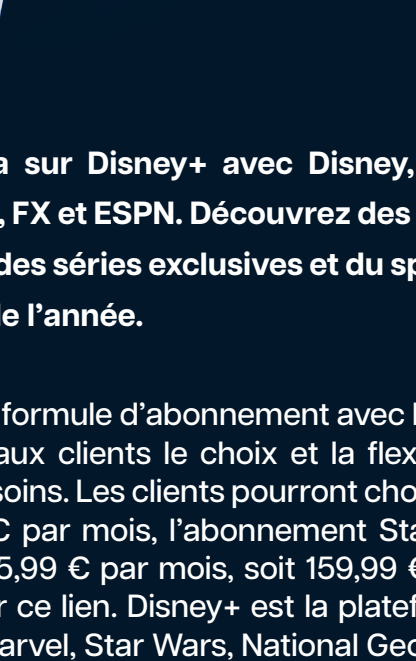 sur Disney+ avec Disney,
, FX et ESPN. Découvrez des
des séries exclusives et du sp
l'année.
formule d'abonnement avec
aux clients le choix et la flex
soins. Les clients pourront cho
€ par mois, l'abonnement Sta
5,99 € par mois, soit 159,99 €
r ce lien. Disney+ est la platef
arvel, Star Wars, National Geo